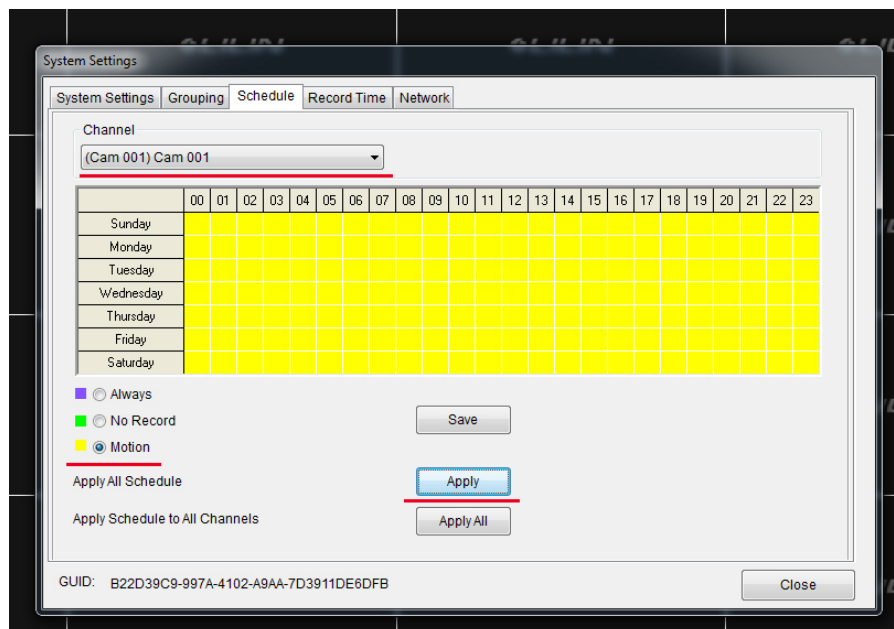 System Settings
System Settings Grouping Schedule Record Time Network
Channel
(Cam 001) Cam 001
00 01 02 03 04 05 06 07 08 09 10 11 12 13 14 15 16 17 18 19 20 21 22 23
Sunday
Monday
Tuesday
Wednesday
Thursday
Friday
Saturday
Always
No Record
Save
Motion
Apply All Schedule
Apply
Apply Schedule to All Channels
Apply All
GUID: B22D39C9-997A-4102-A9AA-7D3911DE6DFB
Close